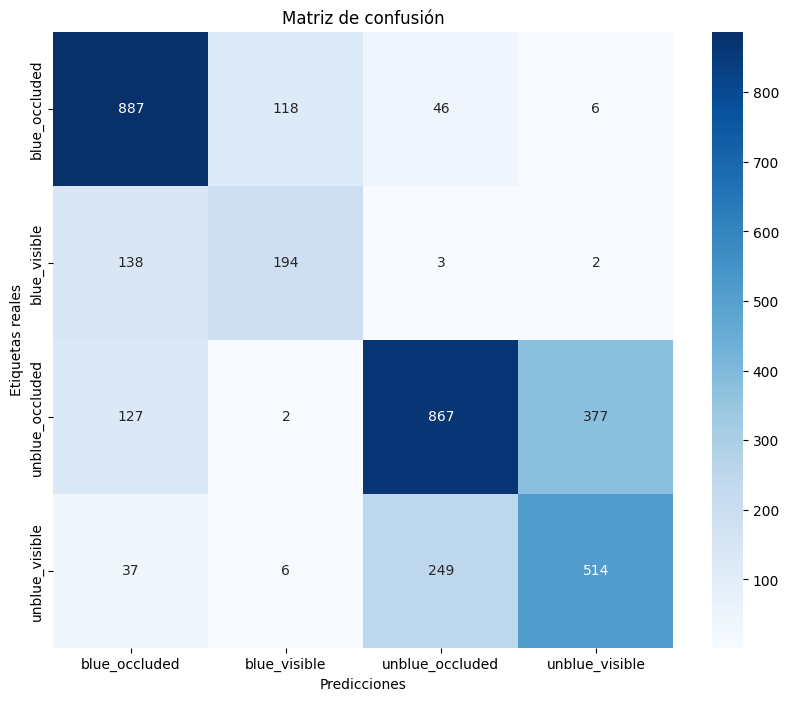 Matriz de confusión
blue_occluded 887 118 46 6
blue_visible 138 194 3 2
unblue_occluded 127 2 867 377
unblue_visible 37 6 249 514
blue_occluded blue_visible unblue_occluded unblue_visible
Predicciones
Etiquetas reales
800
700
600
500
400
300
200
100